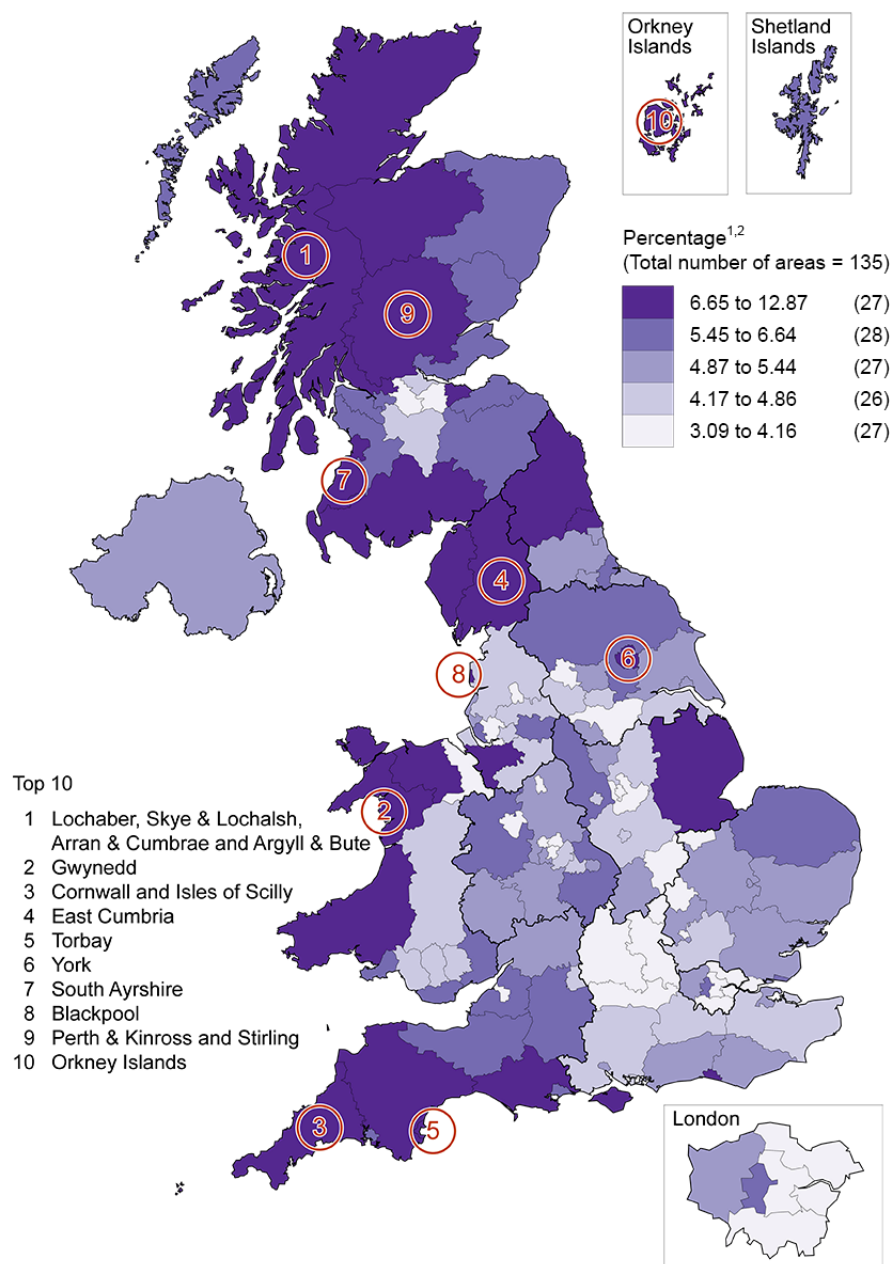 Orkney
Islands
Shetland
Islands
10
Percentage1,2
(Total number of areas = 135)
6.65 to 12.87 (27)
5.45 to 6.64 (28)
4.87 to 5.44 (27)
4.17 to 4.86 (26)
3.09 to 4.16 (27)
1
9
7
4
6
8
2
3
5
Top 10
1 Lochaber, Skye & Lochalsh,
Arran & Cumbrae and Argyll & Bute
2 Gwynedd
3 Cornwall and Isles of Scilly
4 East Cumbria
5 Torbay
6 York
7 South Ayrshire
8 Blackpool
9 Perth & Kinross and Stirling
10 Orkney Islands
London